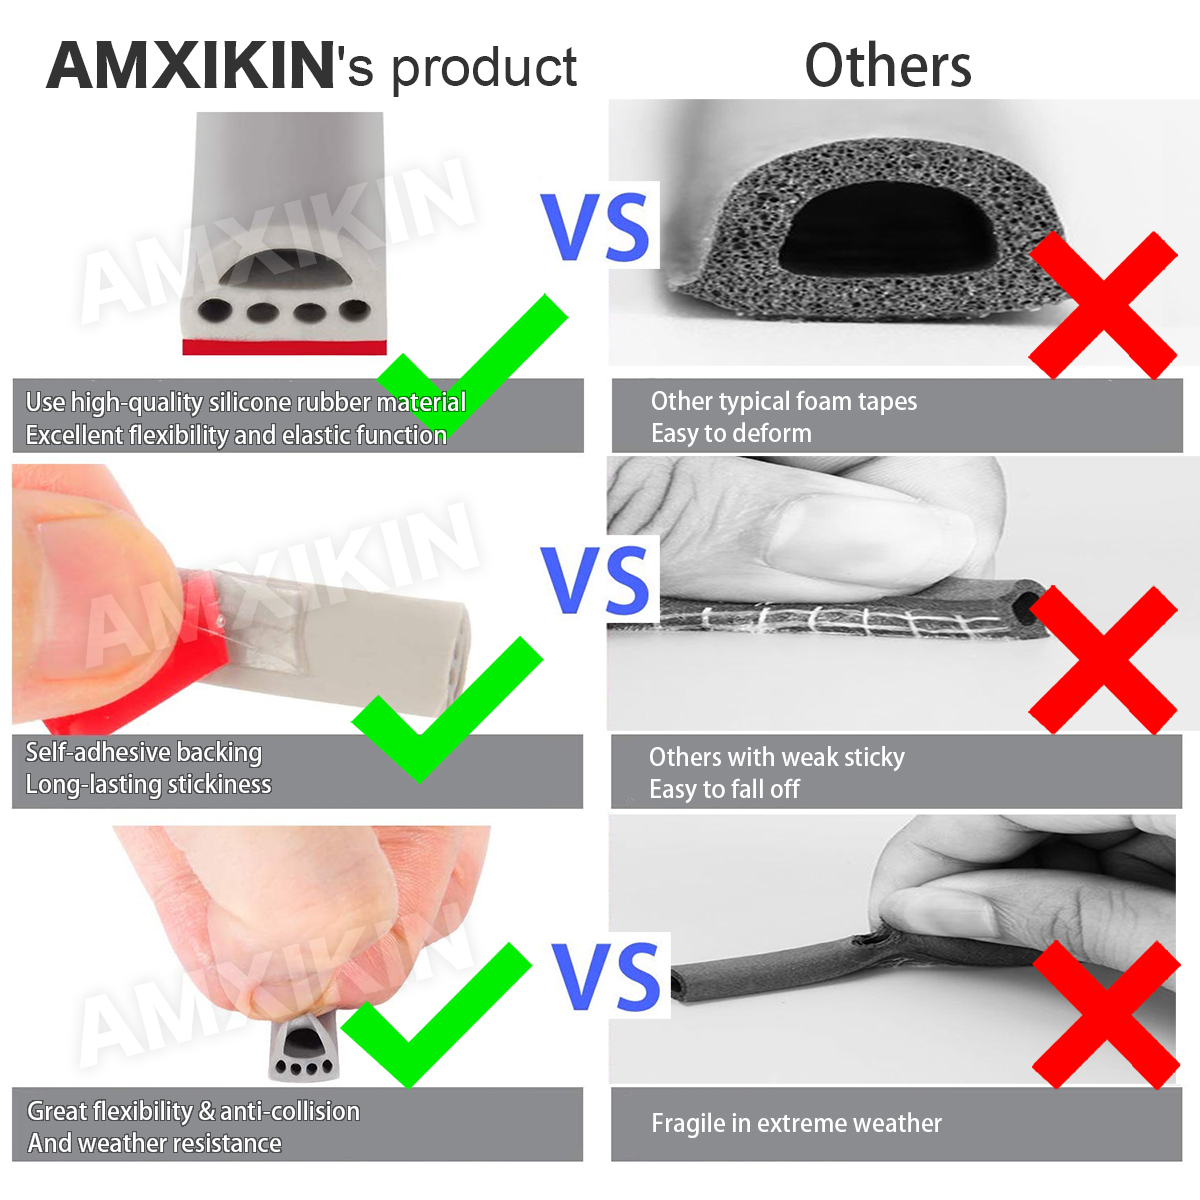 AMXIKIN's product
Others
AMXIKIN
VS
Use high-quality silicone rubber material
Excellent flexibility and elastic function
Other typical foam tapes
Easy to deform
AMXIKIN
VS
Self-adhesive backing
Long-lasting stickiness
Others with weak sticky
Easy to fall off
AMXIKIN
VS
Great flexibility & anti-collision
And weather resistance
Fragile in extreme weather